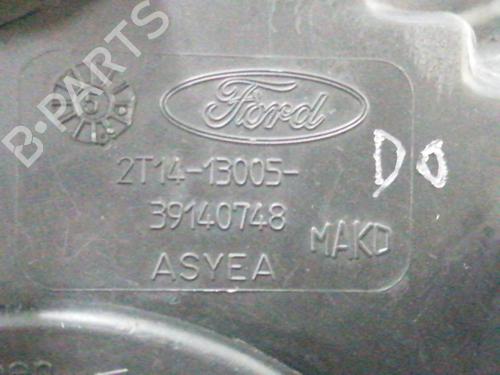 B-PARTS
Ford
2T14-13005-
39140748
MAKO
ASYEA
DO